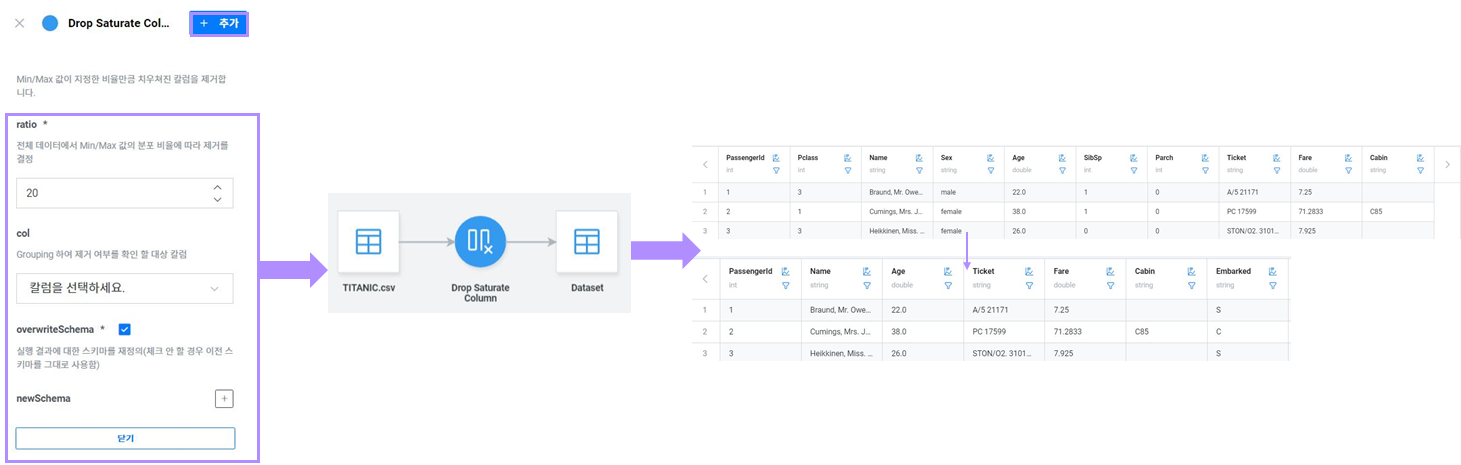 Drop Saturate Col...
+ 추가
Min/Max 값이 지정한 비율만큼 치우쳐진 칼럼을 제거합
니다.
ratio *
전체 데이터에서 Min/Max 값의 분포 비율에 따라 제거를
결정
20
col
Grouping 하여 제거 여부를 확인 할 대상 칼럼
칼럼을 선택하세요.
overwriteSchema *
실행 결과에 대한 스키마를 재정의(체크 안 할 경우 이전 스
키마를 그대로 사용함)
newSchema +
닫기
TITANIC.csv Drop Saturate Dataset
Column
PassengerId Pclass Name Sex Age SibSp Parch Ticket Fare Cabin
int int string string double int int string double string
1 1 3 Braund, Mr. Owe... male 22.0 1 0 A/5 21171 7.25
2 2 1 Cumings, Mrs. J... female 38.0 1 0 PC 17599 71.2833 C85
3 3 3 Heikkinen, Miss. ... female 26.0 0 0 STON/O2. 3101... 7.925
PassengerId Name Age Ticket Fare Cabin Embarked
int string double string double string string
1 1 Braund, Mr. Owe... 22.0 A/5 21171 7.25 S
2 2 Cumings, Mrs. J... 38.0 PC 17599 71.2833 C85 C
3 3 Heikkinen, Miss. ... 26.0 STON/O2. 3101... 7.925 S